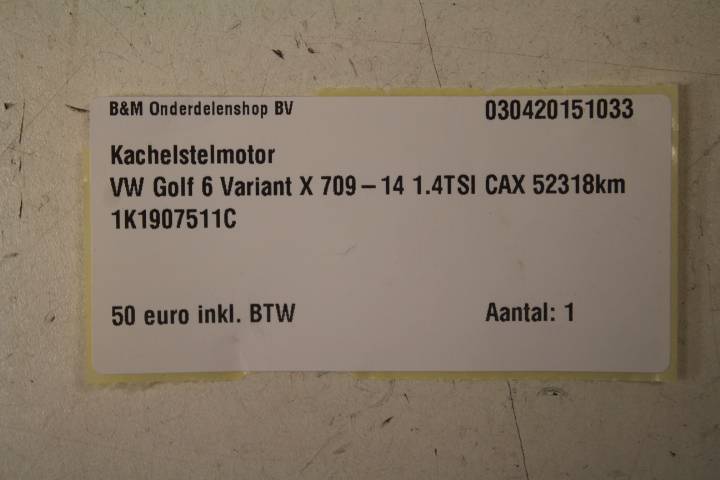 B&M Onderdelenshop BV 030420151033
Kachelstelmotor
VW Golf 6 Variant X 709-14 1.4TSI CAX 52318km
1K1907511C
50 euro inkl. BTW Aantal: 1